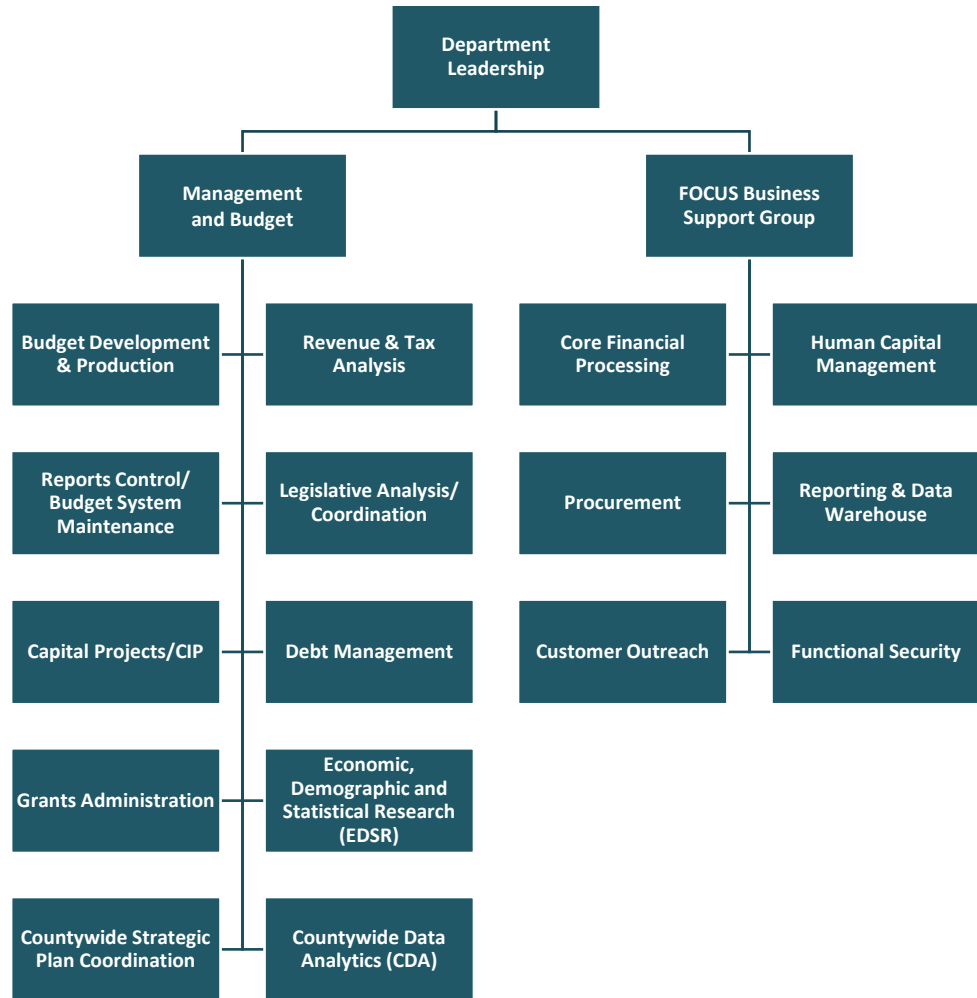 Department
Leadership
Management
and Budget
FOCUS Business
Support Group
Budget Development
& Production
Revenue & Tax
Analysis
Core Financial
Processing
Human Capital
Management
Reports Control/
Budget System
Maintenance
Legislative Analysis/
Coordination
Procurement
Reporting & Data
Warehouse
Capital Projects/CIP
Debt Management
Customer Outreach
Functional Security
Grants Administration
Economic,
Demographic and
Statistical Research
(EDSR)
Countywide Strategic
Plan Coordination
Countywide Data
Analytics (CDA)